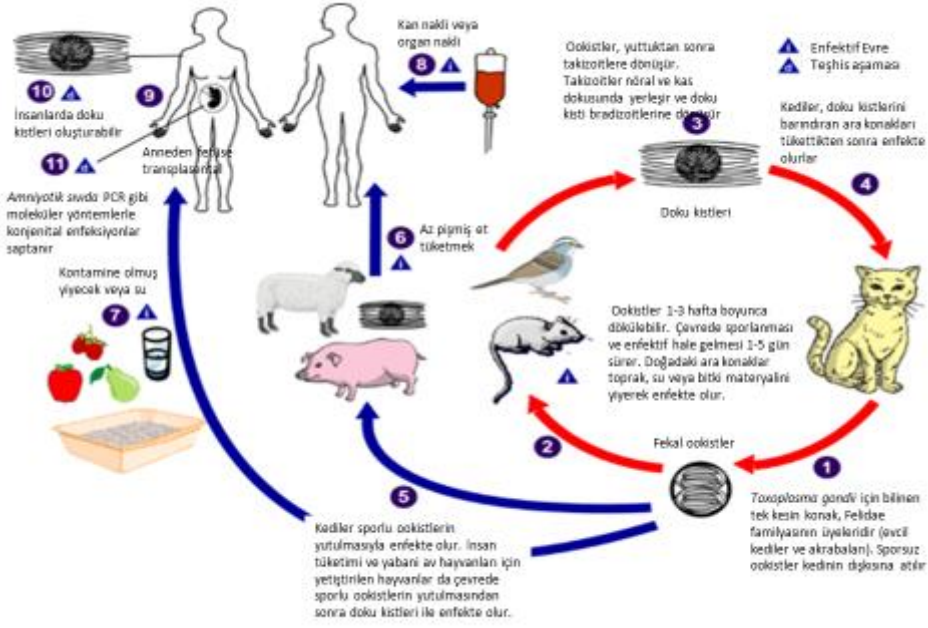 Kan nakli veya
organ nakli
8
Ookistler, yuttuktan sonra
takizoitlere dönüşür.
Takizoitler nöral ve kas
dokusunda yerleşir ve doku
kisti bradizoitlerine dönüşür
3
Doku kistleri
i Enfektif Evre
d Teşhis aşaması
Kediler, doku kistlerini
barındıran ara konakları
tükettikten sonra enfekte
olurlar
4
10
İnsanlarda doku
kistleri oluşturabilir
9
11
Anneden fetüse
transplasental
Amniyotik sıvıda PCR gibi
moleküler yöntemlerle
konjenital enfeksiyonlar
saptanır
Kontamine olmuş
yiyecek veya su
7
6
Az pişmiş et
tüketmek
Ookistler 1-3 hafta boyunca
dökülebilir. Çevrede sporlanması
ve enfektif hale gelmesi 1-5 gün
sürer. Doğadaki ara konaklar
toprak, su veya bitki materyalini
yiyerek enfekte olur.
2
Fekal ookistler
1
Toxoplasma gondii için bilinen
tek kesin konak, Felidae
familyasının üyeleridir (evcil
kediler ve akrabaları). Sporsuz
ookistler kedinin dışkısına atılır
5
Kediler sporlu ookistlerin
yutulmasıyla enfekte olur. İnsan
tüketimi ve yabani av hayvanları için
yetiştirilen hayvanlar da çevrede
sporlu ookistlerin yutulmasından
sonra doku kistleri ile enfekte olur.